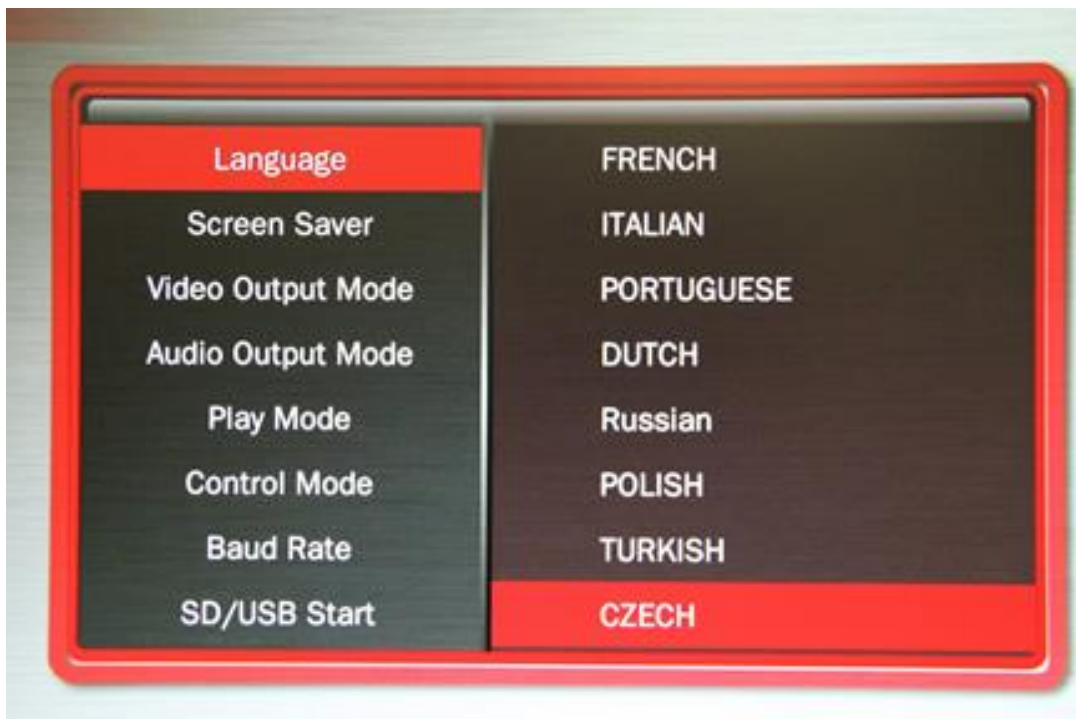 Language
Screen Saver
Video Output Mode
Audio Output Mode
Play Mode
Control Mode
Baud Rate
SD/USB Start
FRENCH
ITALIAN
PORTUGUESE
DUTCH
Russian
POLISH
TURKISH
CZECH